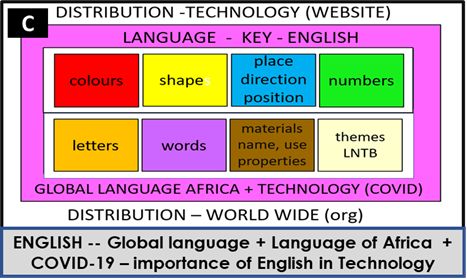 C
DISTRIBUTION -TECHNOLOGY (WEBSITE)
LANGUAGE - KEY - ENGLISH
colours
shapes
place
direction
position
numbers
letters
words
materials
name, use
properties
themes
LNTB
GLOBAL LANGUAGE AFRICA + TECHNOLOGY (COVID)
DISTRIBUTION – WORLD WIDE (org)
ENGLISH -- Global language + Language of Africa +
COVID-19 – importance of English in Technology